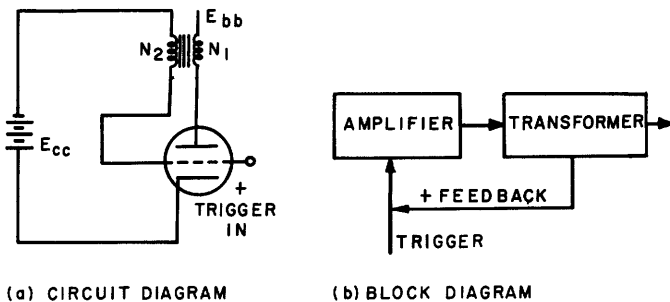 Ebb
N2
N1
Ecc
+
TRIGGER
IN
(a) CIRCUIT DIAGRAM
AMPLIFIER
TRANSFORMER
+ FEEDBACK
TRIGGER
(b) BLOCK DIAGRAM